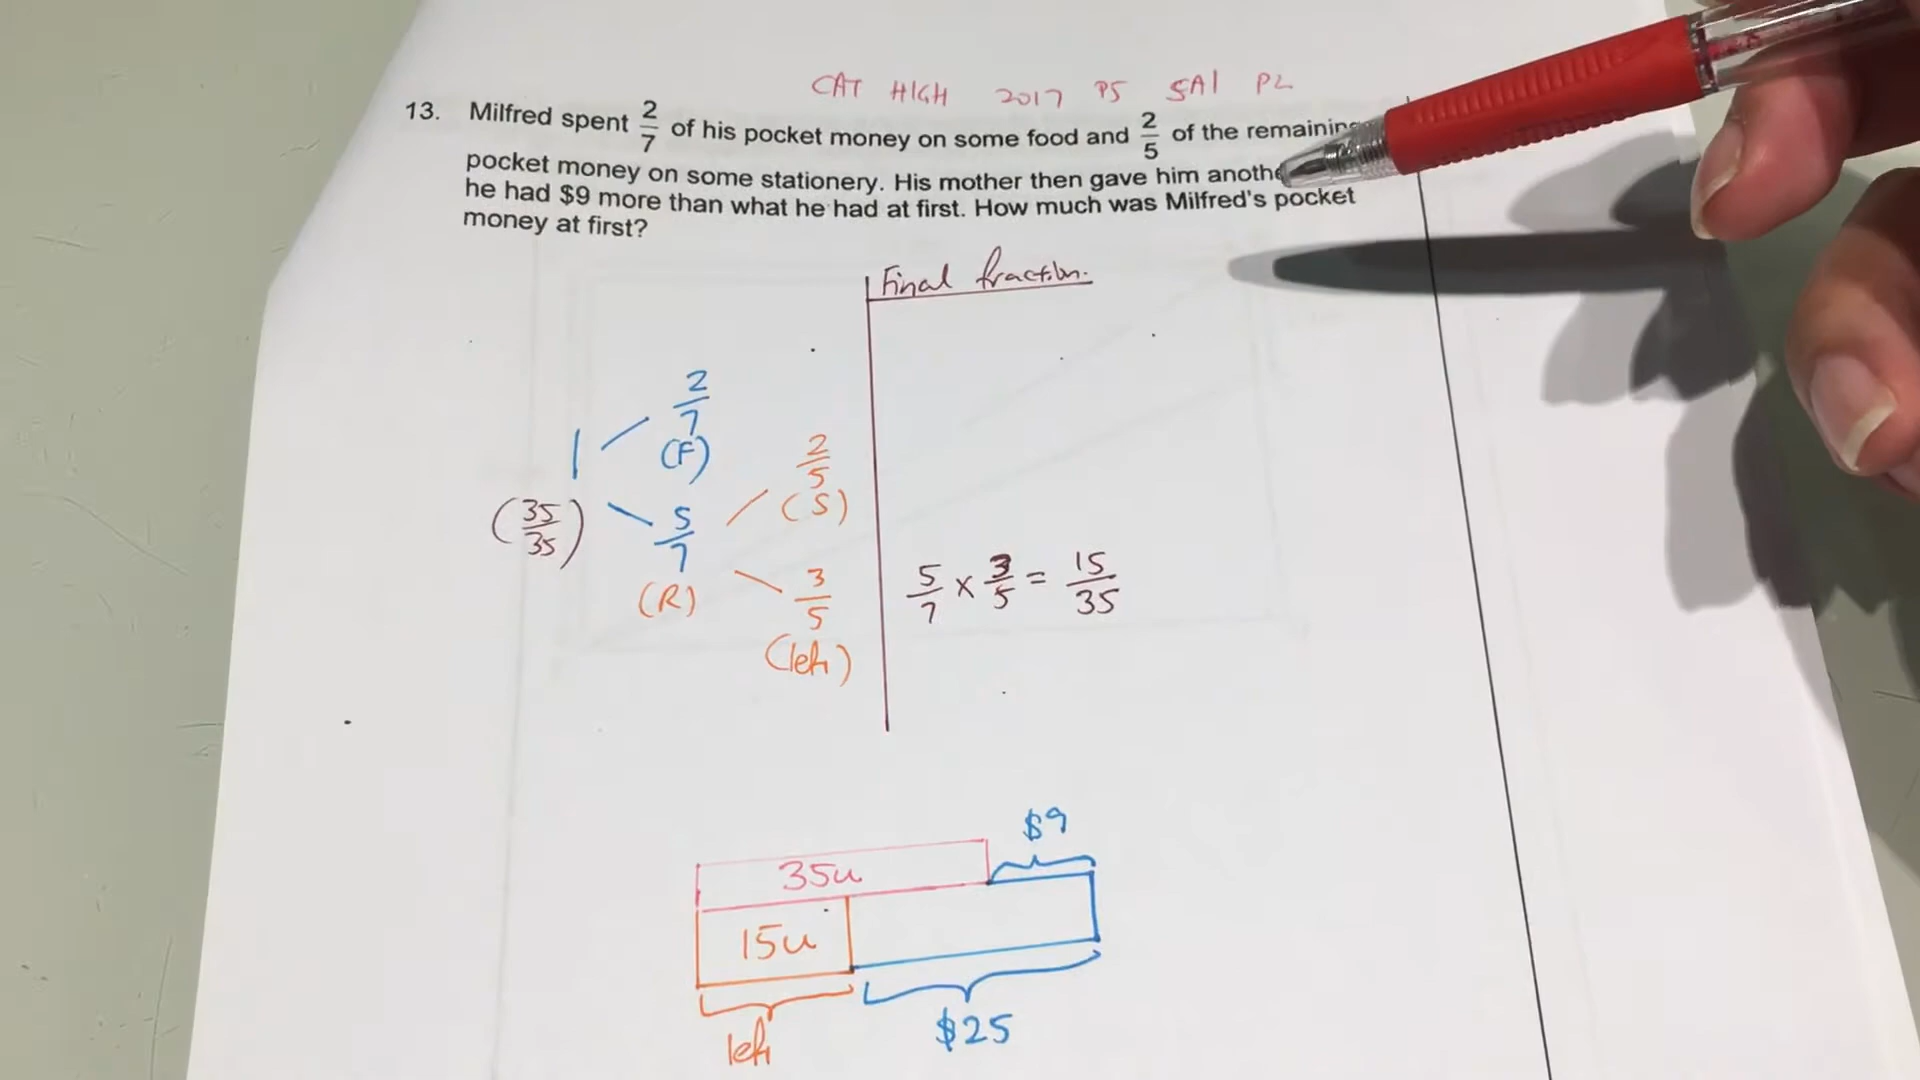 CAT HIGH 2017 P5 SA1 P2
13. Milfred spent 2/7 of his pocket money on some food and 2/5 of the remaining
pocket money on some stationery. His mother then gave him
he had $9 more than what he had at first. How much was Milfred's pocket
money at first?
Final fraction.
2/7
(F)
1
2/5
(S)
(35/35)
5/7
(R)
3/5
(left)
5/7 x 3/5 = 15/35
$9
35u
15u
left
$25